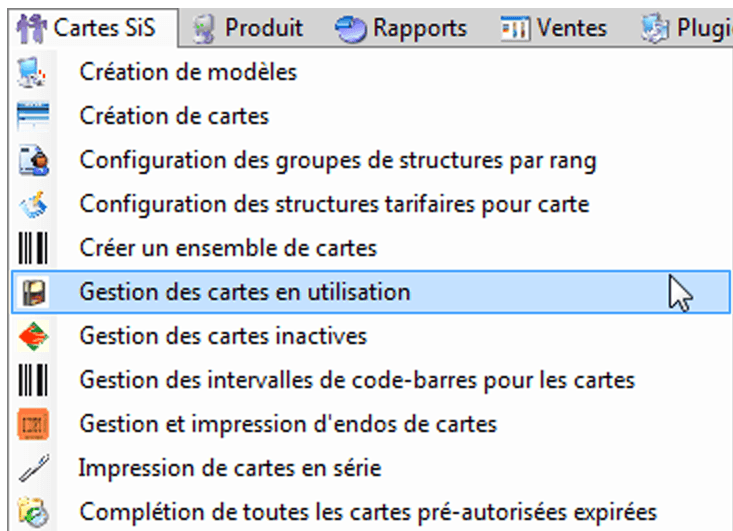 Cartes SiS Produit Rapports Ventes Plugi
Création de modèles
Création de cartes
Configuration des groupes de structures par rang
Configuration des structures tarifaires pour carte
Créer un ensemble de cartes
Gestion des cartes en utilisation
Gestion des cartes inactives
Gestion des intervalles de code-barres pour les cartes
Gestion et impression d'endos de cartes
Impression de cartes en série
Complétion de toutes les cartes pré-autorisées expirées